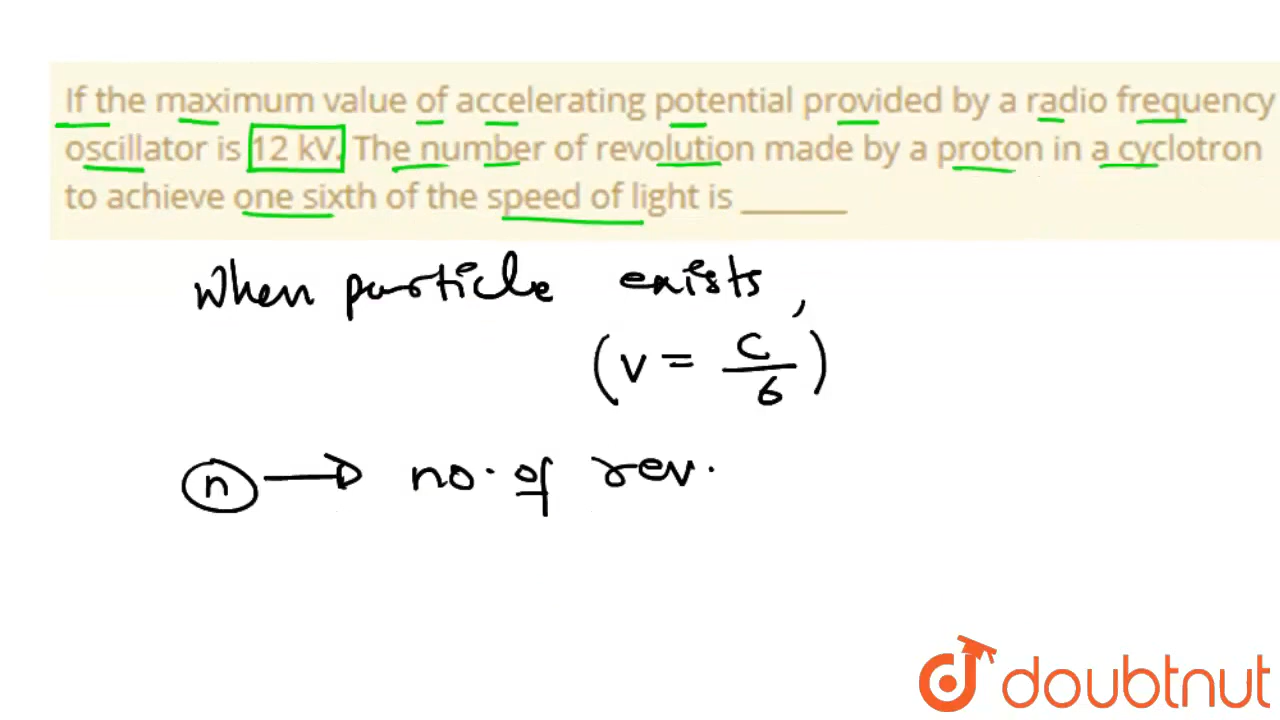 If the maximum value of accelerating potential provided by a radio frequency
oscillator is 12 kV. The number of revolution made by a proton in a cyclotron
to achieve one sixth of the speed of light is ________
When particle exists,
(v = c/6)
n → no. of rev.
doubtnut